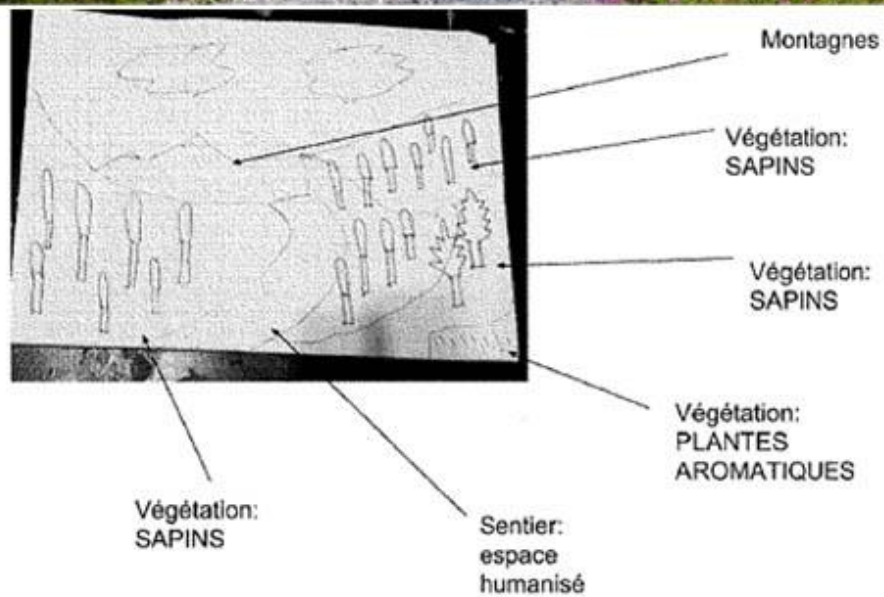 Montagnes
Végétation:
SAPINS
Végétation:
SAPINS
Végétation:
PLANTES
AROMATIQUES
Végétation:
SAPINS
Sentier:
espace
humanisé